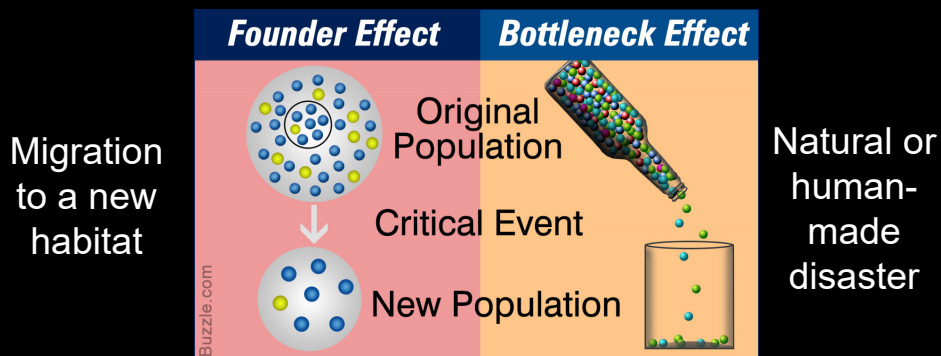 Founder Effect
Bottleneck Effect
Migration
to a new
habitat
Original
Population
Critical Event
New Population
Natural or
human-
made
disaster
Buzzle.com